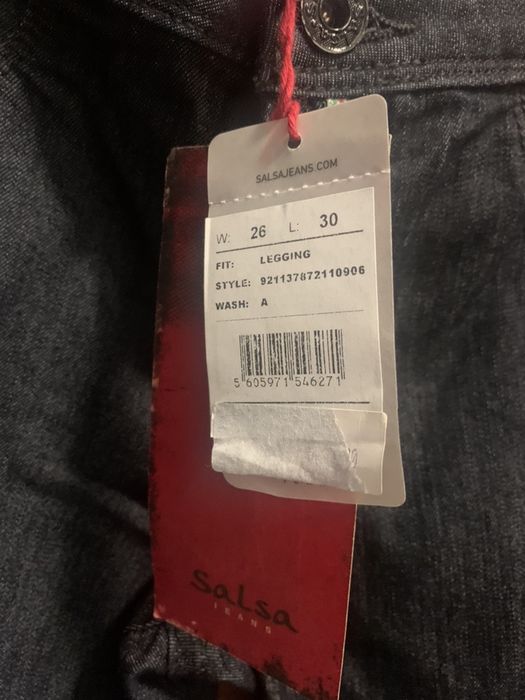 SALSAJEANS.COM
W: 26 L: 30
FIT: LEGGING
STYLE: 921137872110906
WASH: A
5 605971 546271
Salsa
JEANS